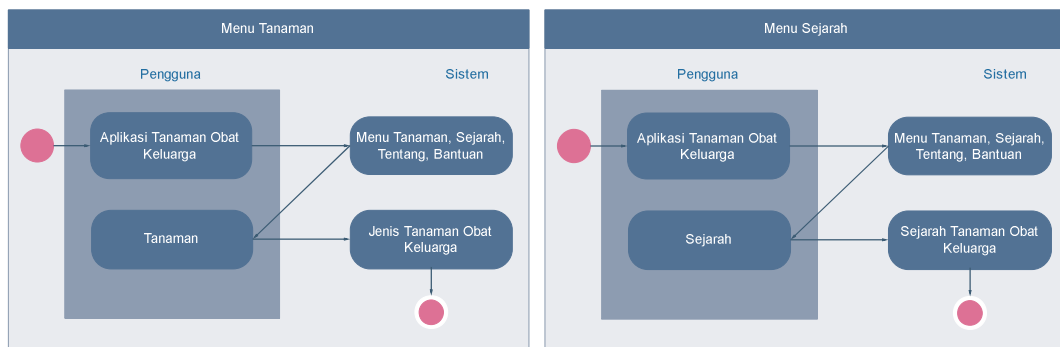 Menu Tanaman
Pengguna
Sistem
Aplikasi Tanaman Obat
Keluarga
Menu Tanaman, Sejarah,
Tentang, Bantuan
Tanaman
Jenis Tanaman Obat
Keluarga
Menu Sejarah
Pengguna
Sistem
Aplikasi Tanaman Obat
Keluarga
Menu Tanaman, Sejarah,
Tentang, Bantuan
Sejarah
Sejarah Tanaman Obat
Keluarga